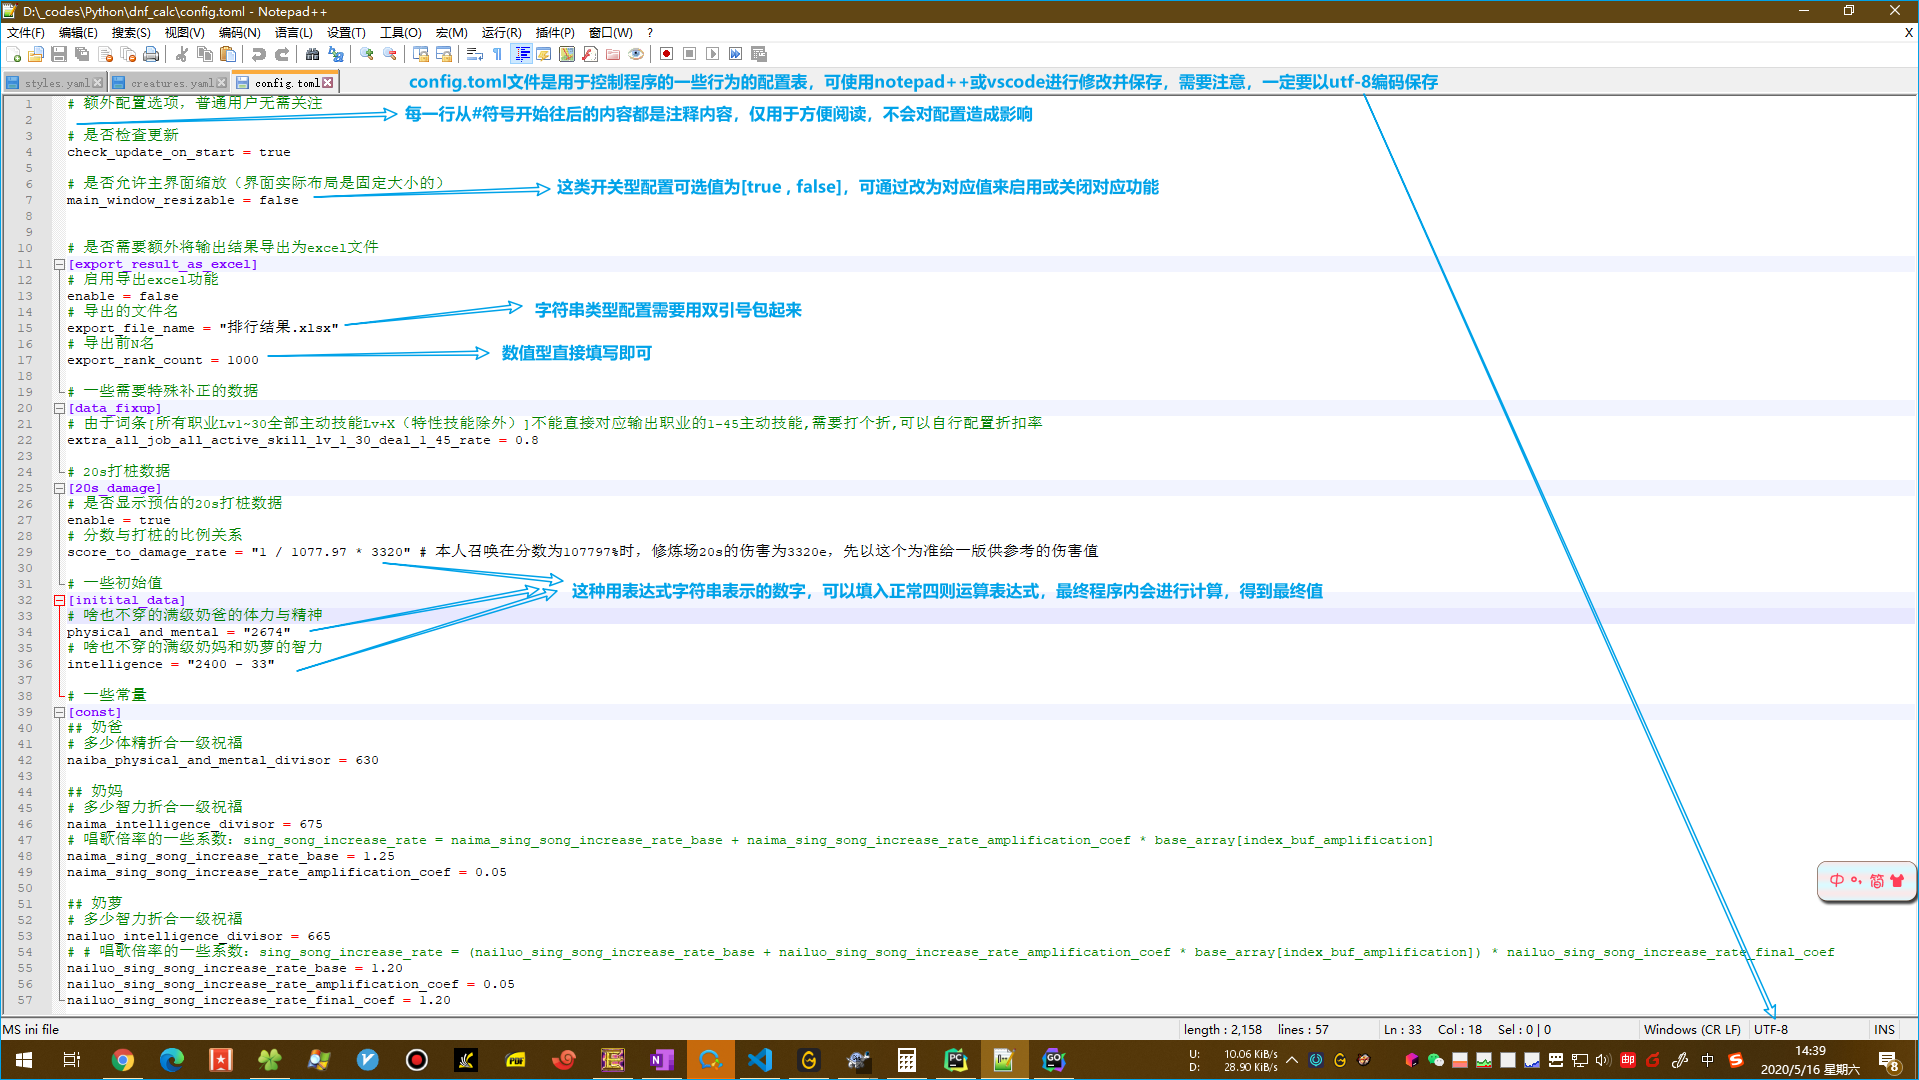 D:\_codes\Python\dnf_calc\config.toml - Notepad++
文件(F) 编辑(E) 搜索(S) 视图(V) 编码(N) 语言(L) 设置(T) 工具(O) 宏(M) 运行(R) 插件(P) 窗口(W) ? X
styles.yaml creatures.yaml config.toml
config.toml文件是用于控制程序的一些行为的配置表，可使用notepad++或vscode进行修改并保存，需要注意，一定要以utf-8编码保存
1 # 额外配置选项，普通用户无需关注
每一行从#符号开始往后的内容都是注释内容，仅用于方便阅读，不会对配置造成影响
2
3 # 是否检查更新
4 check_update_on_start = true
5
6 # 是否允许主界面缩放（界面实际布局是固定大小的）
这类开关型配置可选值为[true , false]，可通过改为对应值来启用或关闭对应功能
7 main_window_resizable = false
8
9
10 # 是否需要额外将输出结果导出为excel文件
11 [export_result_as_excel]
12 # 启用导出excel功能
13 enable = false
14 # 导出的文件名
字符串类型配置需要用双引号包起来
15 export_file_name = "排行结果.xlsx"
16 # 导出前N名
数值型直接填写即可
17 export_rank_count = 1000
18
19 # 一些需要特殊补正的数据
20 [data_fixup]
21 # 由于词条[所有职业Lv1~30全部主动技能Lv+X（特性技能除外）]不能直接对应输出职业的1-45主动技能,需要打个折,可以自行配置折扣率
22 extra_all_job_all_active_skill_lv_1_30_deal_1_45_rate = 0.8
23
24 # 20s打桩数据
25 [20s_damage]
26 # 是否显示预估的20s打桩数据
27 enable = true
28 # 分数与打桩的比例关系
29 score_to_damage_rate = "1 / 1077.97 * 3320" # 本人召唤在分数为107797%时，修炼场20s的伤害为3320e，先以这个为准给一版供参考的伤害值
30
31 # 一些初始值
这种用表达式字符串表示的数字，可以填入正常四则运算表达式，最终程序内会进行计算，得到最终值
32 [initital_data]
33 # 啥也不穿的满级奶爸的体力与精神
34 physical_and_mental = "2674"
35 # 啥也不穿的满级奶妈和奶萝的智力
36 intelligence = "2400 - 33"
37
38 # 一些常量
39 [const]
40 ## 奶爸
41 # 多少体精折合一级祝福
42 naiba_physical_and_mental_divisor = 630
43
44 ## 奶妈
45 # 多少智力折合一级祝福
46 naima_intelligence_divisor = 675
47 # 唱歌倍率的一些系数：sing_song_increase_rate = naima_sing_song_increase_rate_base + naima_sing_song_increase_rate_amplification_coef * base_array[index_buf_amplification]
48 naima_sing_song_increase_rate_base = 1.25
49 naima_sing_song_increase_rate_amplification_coef = 0.05
50
51 ## 奶萝
52 # 多少智力折合一级祝福
53 nailuo_intelligence_divisor = 665
54 # # 唱歌倍率的一些系数：sing_song_increase_rate = (nailuo_sing_song_increase_rate_base + nailuo_sing_song_increase_rate_amplification_coef * base_array[index_buf_amplification]) * nailuo_sing_song_increase_rate_final_coef
55 nailuo_sing_song_increase_rate_base = 1.20
56 nailuo_sing_song_increase_rate_amplification_coef = 0.05
57 nailuo_sing_song_increase_rate_final_coef = 1.20
中 简
MS ini file length : 2,158 lines : 57 Ln : 33 Col : 18 Sel : 0 | 0 Windows (CR LF) UTF-8 INS
U: 10.06 KiB/s
D: 28.90 KiB/s
中
14:39
2020/5/16 星期六
8